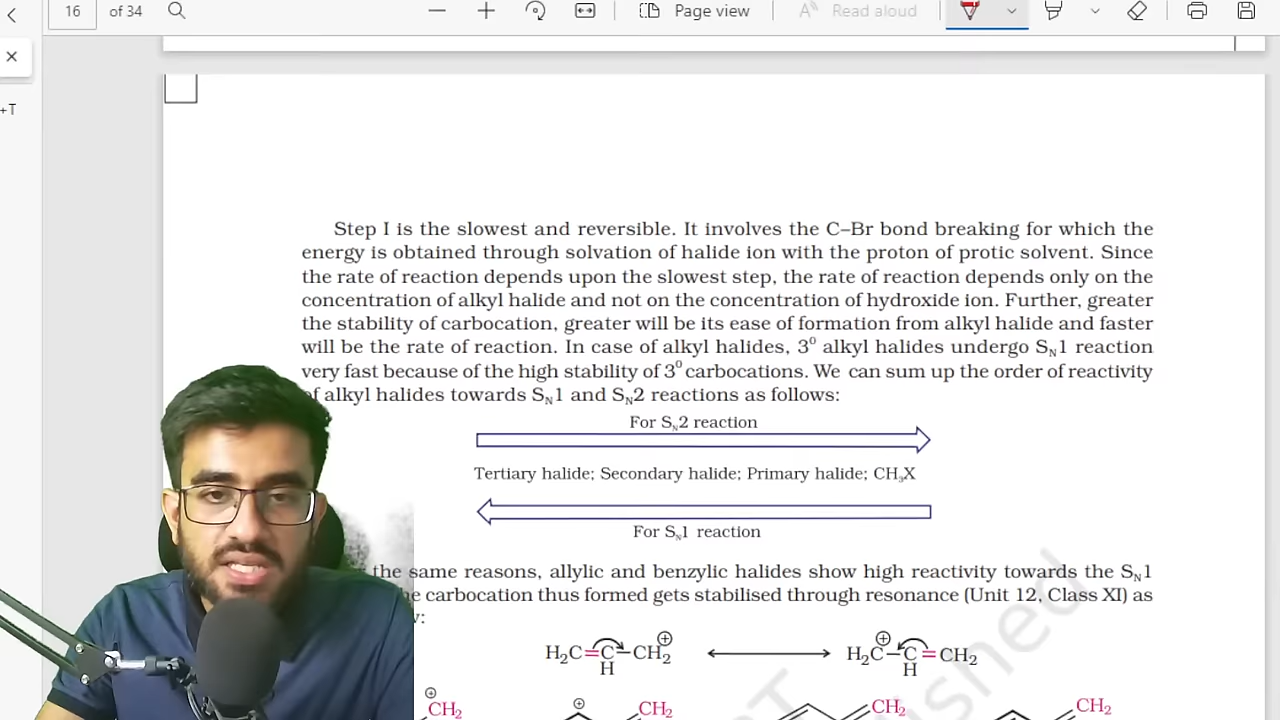 16 of 34 Page view Read aloud
+T
Step I is the slowest and reversible. It involves the C–Br bond breaking for which the
energy is obtained through solvation of halide ion with the proton of protic solvent. Since
the rate of reaction depends upon the slowest step, the rate of reaction depends only on the
concentration of alkyl halide and not on the concentration of hydroxide ion. Further, greater
the stability of carbocation, greater will be its ease of formation from alkyl halide and faster
will be the rate of reaction. In case of alkyl halides, 3⁰ alkyl halides undergo SN1 reaction
very fast because of the high stability of 3⁰ carbocations. We can sum up the order of reactivity
of alkyl halides towards SN1 and SN2 reactions as follows:
For SN2 reaction
Tertiary halide; Secondary halide; Primary halide; CH3X
For SN1 reaction
the same reasons, allylic and benzylic halides show high reactivity towards the SN1
carbocation thus formed gets stabilised through resonance (Unit 12, Class XI) as
H2C=C–CH2 H2C–C=CH2
⊕ ⊕
H H
⊕ ⊕
CH2 CH2 CH2 CH2